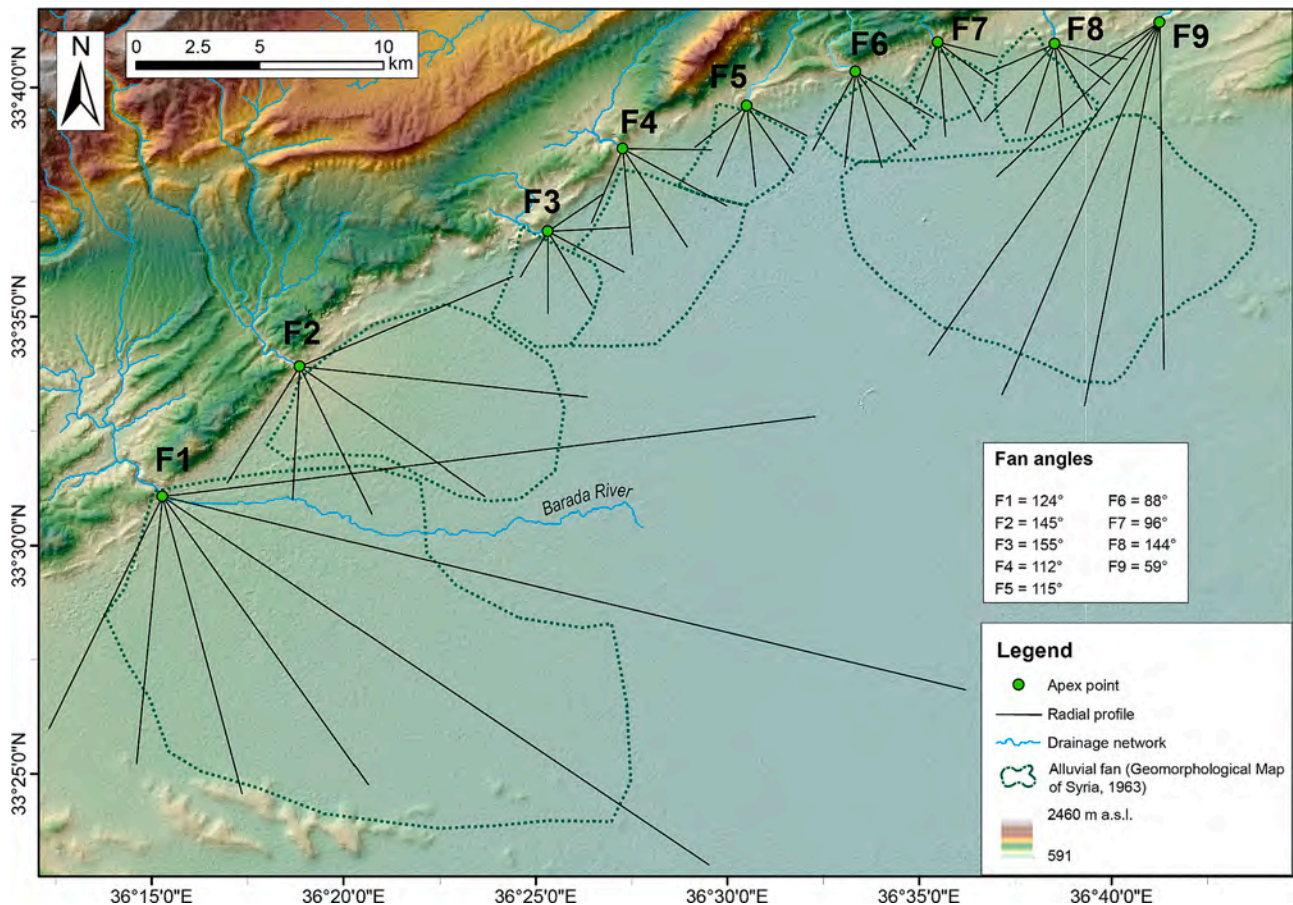 N
0 2.5 5 10
km
F1
F2
F3
F4
F5
F6
F7
F8
F9
Barada River
33°40'0"N
33°35'0"N
33°30'0"N
33°25'0"N
36°15'0"E 36°20'0"E 36°25'0"E 36°30'0"E 36°35'0"E 36°40'0"E
Fan angles
F1 = 124° F6 = 88°
F2 = 145° F7 = 96°
F3 = 155° F8 = 144°
F4 = 112° F9 = 59°
F5 = 115°
Legend
Apex point
Radial profile
Drainage network
Alluvial fan (Geomorphological Map
of Syria, 1963)
2460 m a.s.l.
591